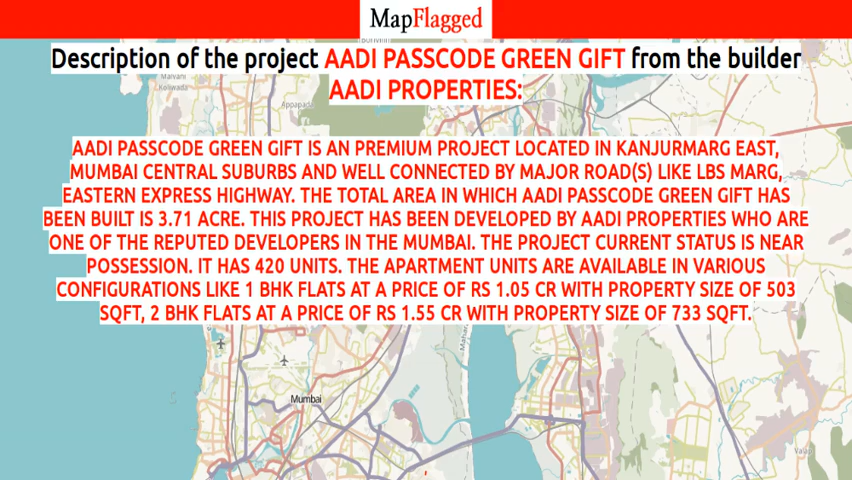 MapFlagged
Description of the project AADI PASSCODE GREEN GIFT from the builder
AADI PROPERTIES:
AADI PASSCODE GREEN GIFT IS AN PREMIUM PROJECT LOCATED IN KANJURMARG EAST,
MUMBAI CENTRAL SUBURBS AND WELL CONNECTED BY MAJOR ROAD(S) LIKE LBS MARG,
EASTERN EXPRESS HIGHWAY. THE TOTAL AREA IN WHICH AADI PASSCODE GREEN GIFT HAS
BEEN BUILT IS 3.71 ACRE. THIS PROJECT HAS BEEN DEVELOPED BY AADI PROPERTIES WHO ARE
ONE OF THE REPUTED DEVELOPERS IN THE MUMBAI. THE PROJECT CURRENT STATUS IS NEAR
POSSESSION. IT HAS 420 UNITS. THE APARTMENT UNITS ARE AVAILABLE IN VARIOUS
CONFIGURATIONS LIKE 1 BHK FLATS AT A PRICE OF RS 1.05 CR WITH PROPERTY SIZE OF 503
SQFT, 2 BHK FLATS AT A PRICE OF RS 1.55 CR WITH PROPERTY SIZE OF 733 SQFT.
Malvani
Koliwada
Appapada
Mumbai